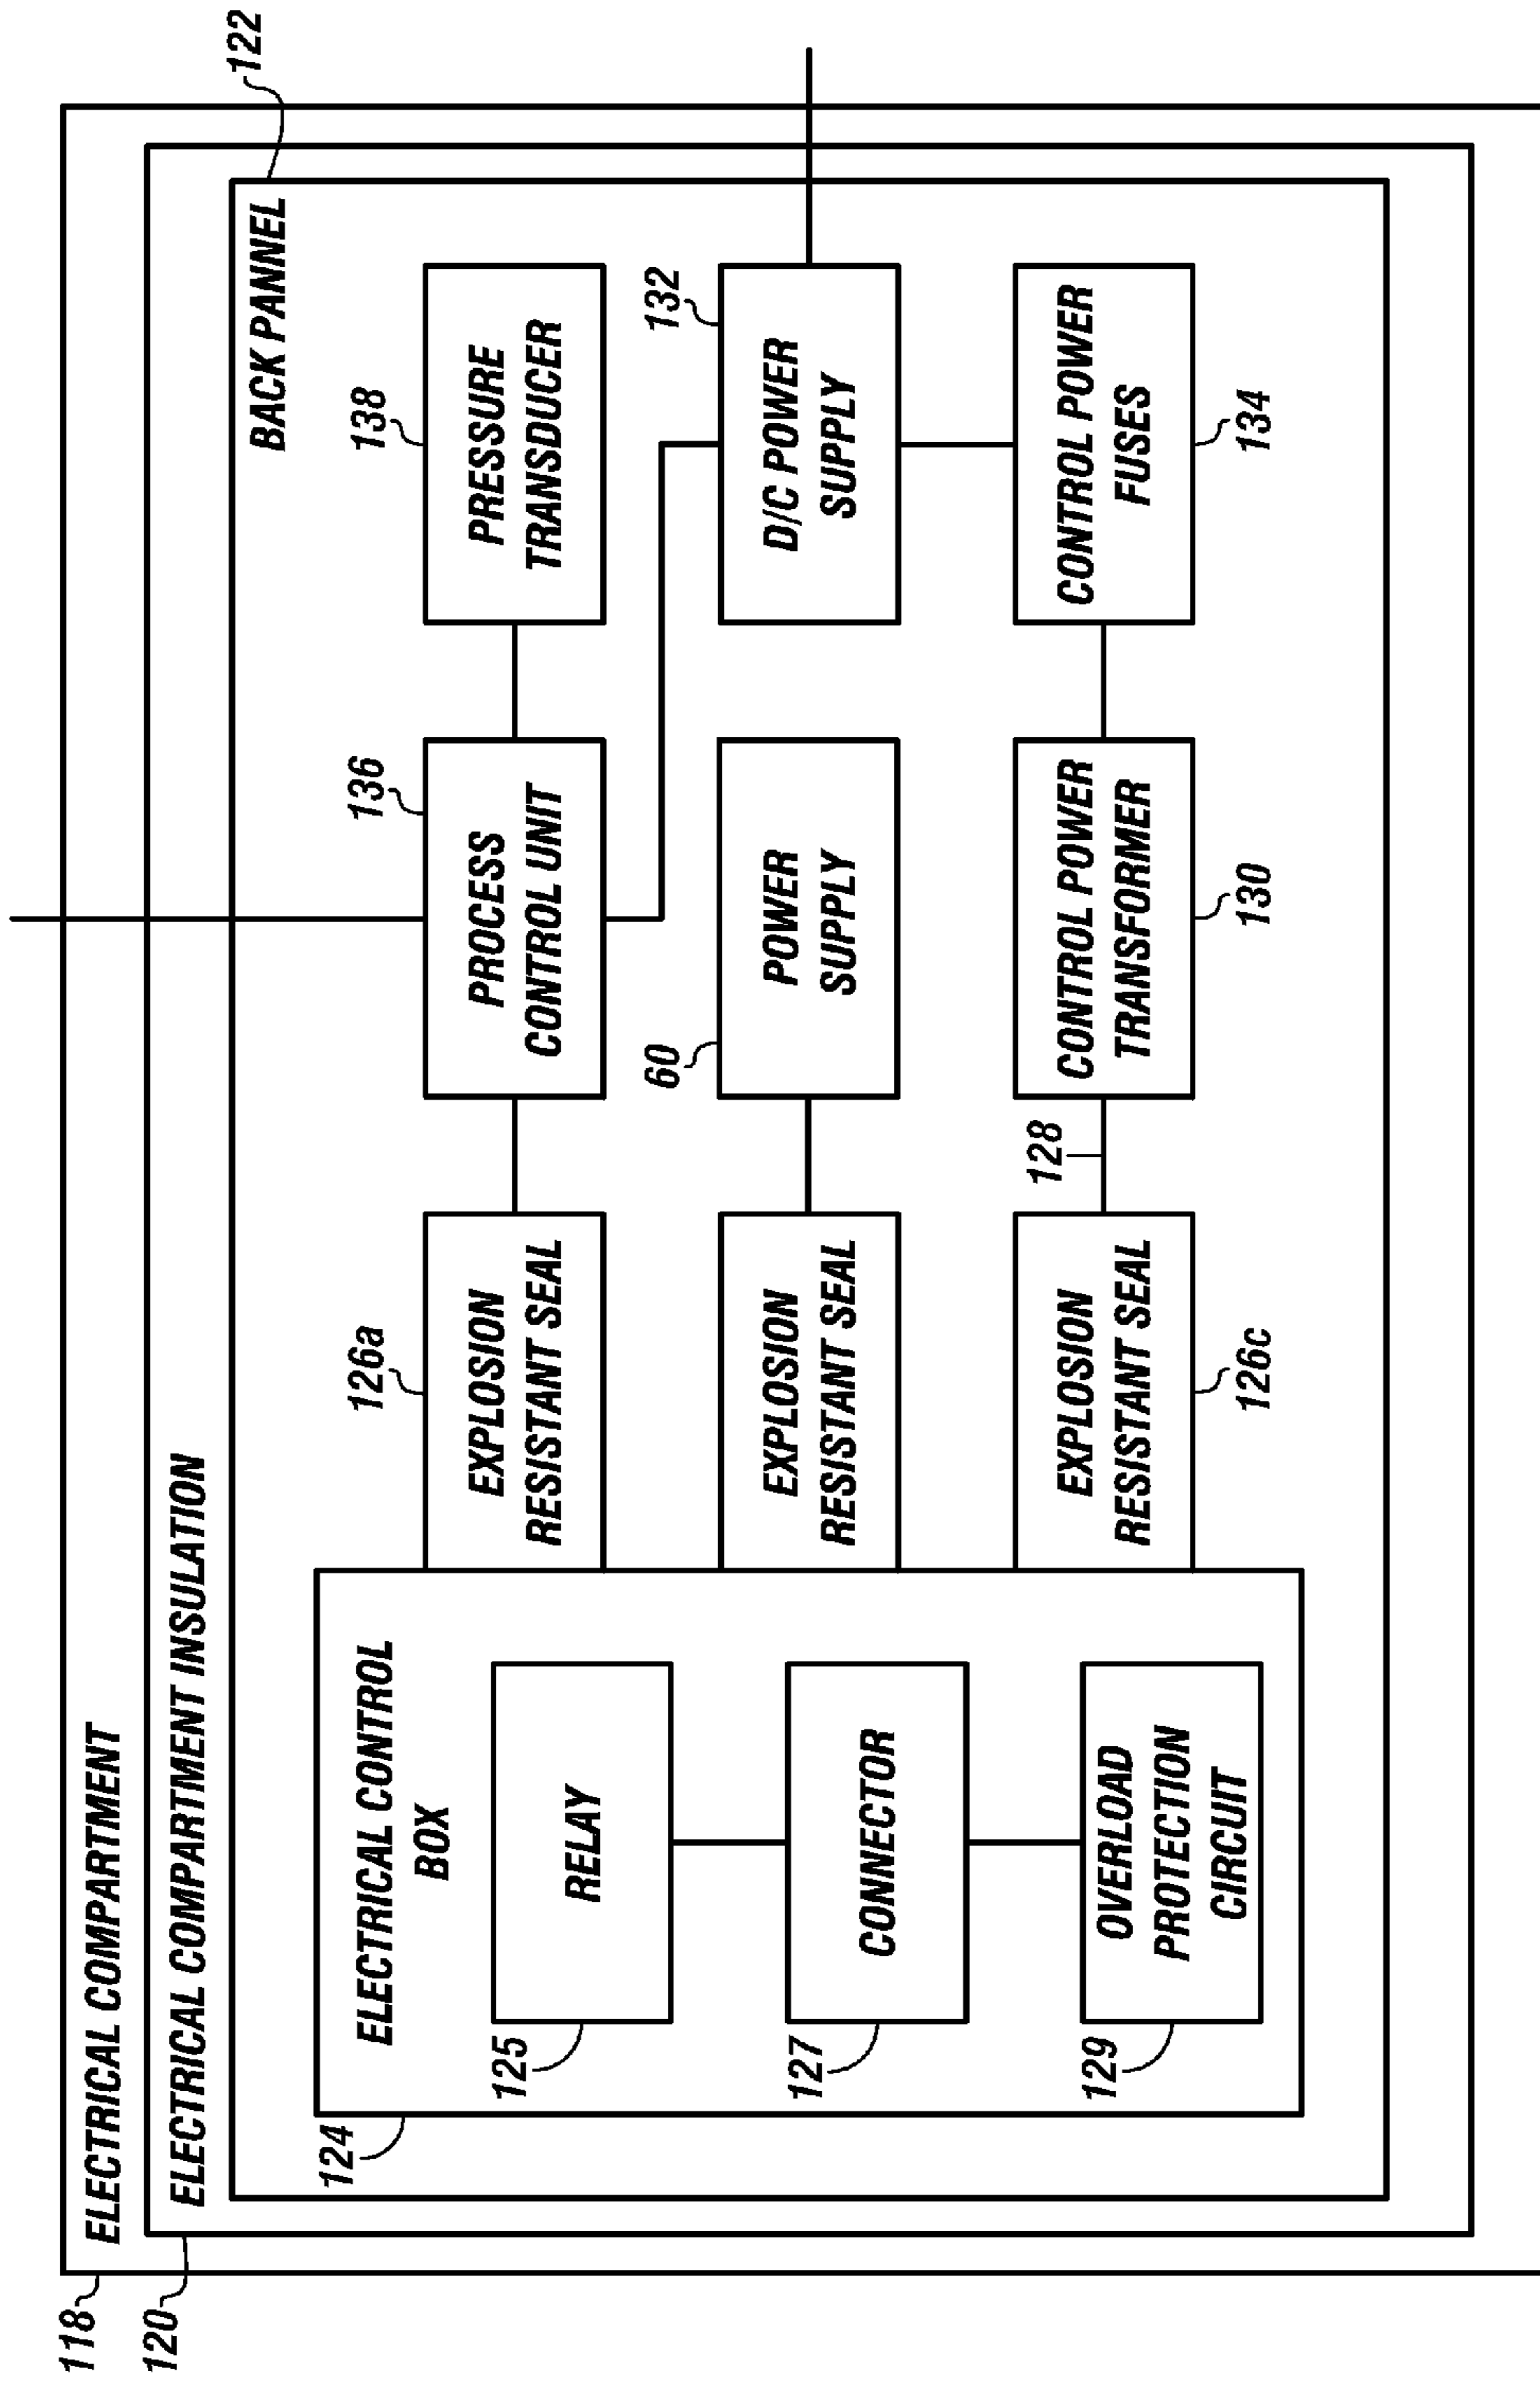 118
ELECTRICAL COMPARTMENT
120
ELECTRICAL COMPARTMENT INSULATION
122
BACK PANNEL
124
ELECTRICAL CONTROL
BOX
125
RELAY
127
CONNECTOR
129
OVERLOAD
PROTECTION
CIRCUIT
126a
EXPLOSION
RESISTANT SEAL
136
PROCESS
CONTROL UNIT
138
PRESSURE
TRANSDUCER
EXPLOSION
RESISTANT SEAL
60
POWER
SUPPLY
132
D/C POWER
SUPPLY
EXPLOSION
RESISTANT SEAL
126c
128
CONTROL POWER
TRANSFORMER
130
CONTROL POWER
FUSES
134